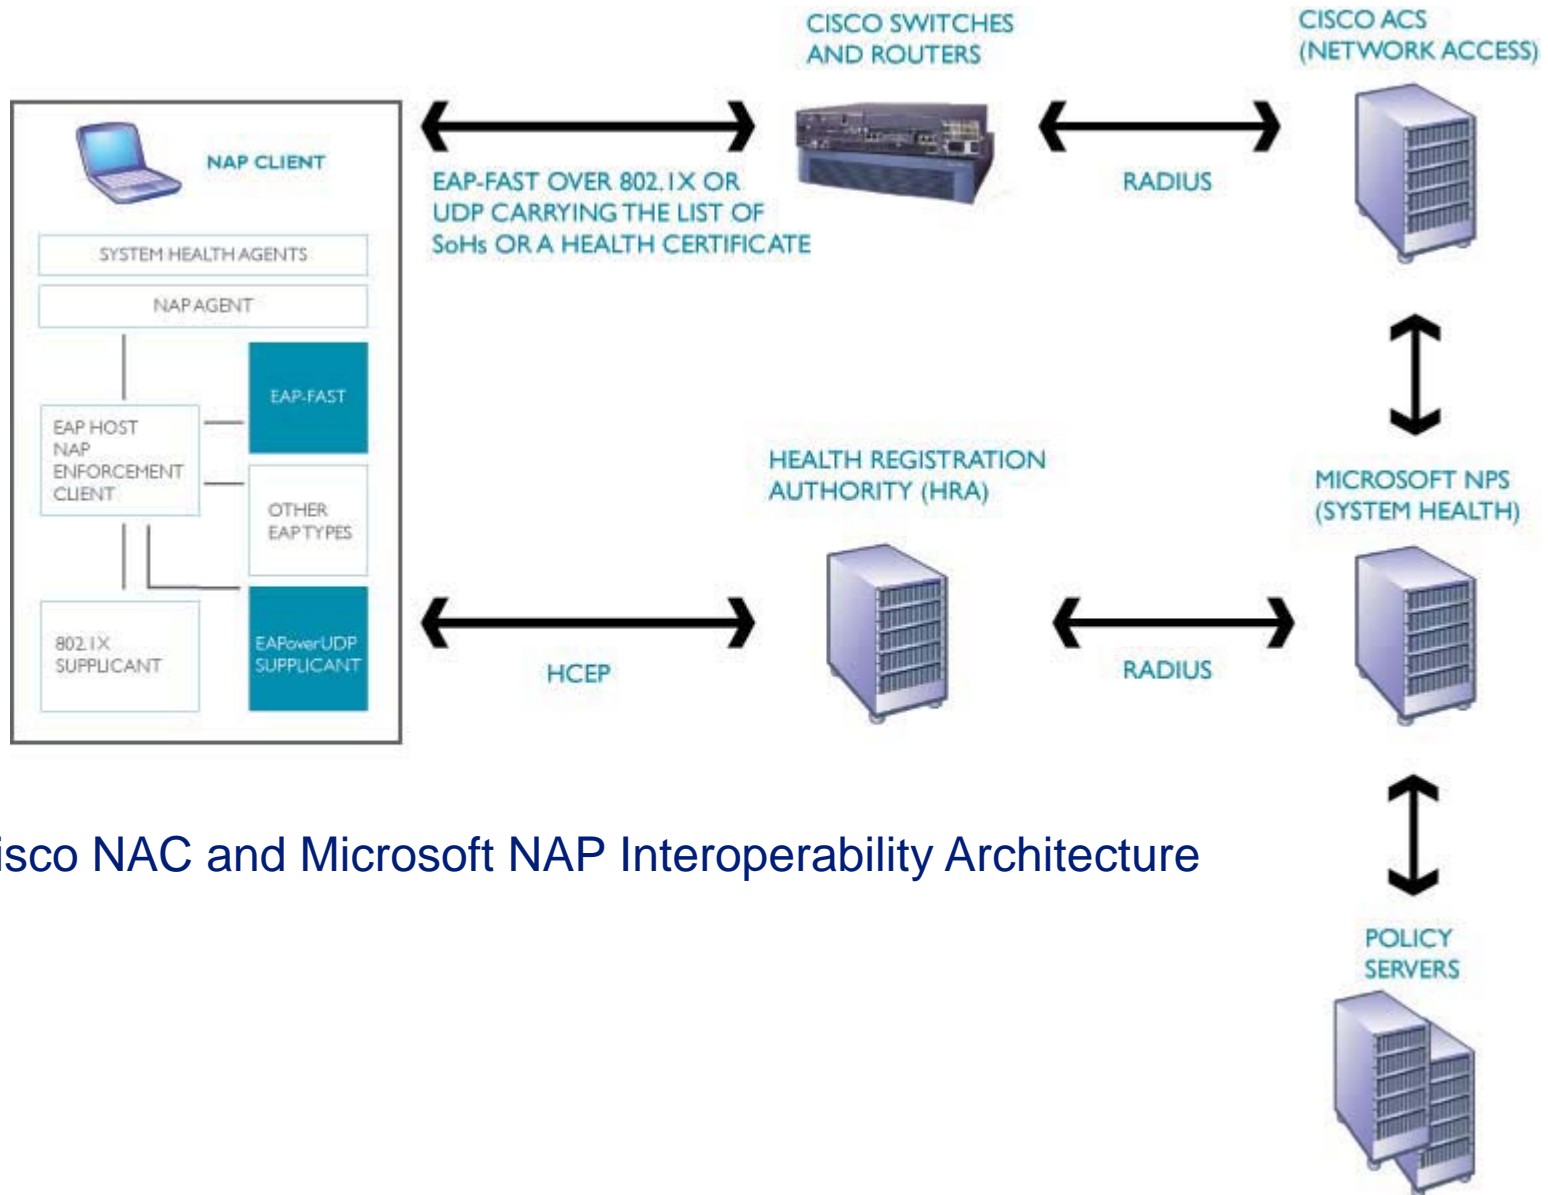 CISCO SWITCHES
AND ROUTERS
CISCO ACS
(NETWORK ACCESS)
NAP CLIENT
EAP-FAST OVER 802.1X OR
UDP CARRYING THE LIST OF
SoHs OR A HEALTH CERTIFICATE
RADIUS
SYSTEM HEALTH AGENTS
NAP AGENT
EAP-FAST
EAP HOST
NAP
ENFORCEMENT
CLIENT
OTHER
EAP TYPES
802.1X
SUPPLICANT
EAPoverUDP
SUPPLICANT
HEALTH REGISTRATION
AUTHORITY (HRA)
MICROSOFT NPS
(SYSTEM HEALTH)
HCEP
RADIUS
isco NAC and Microsoft NAP Interoperability Architecture
POLICY
SERVERS